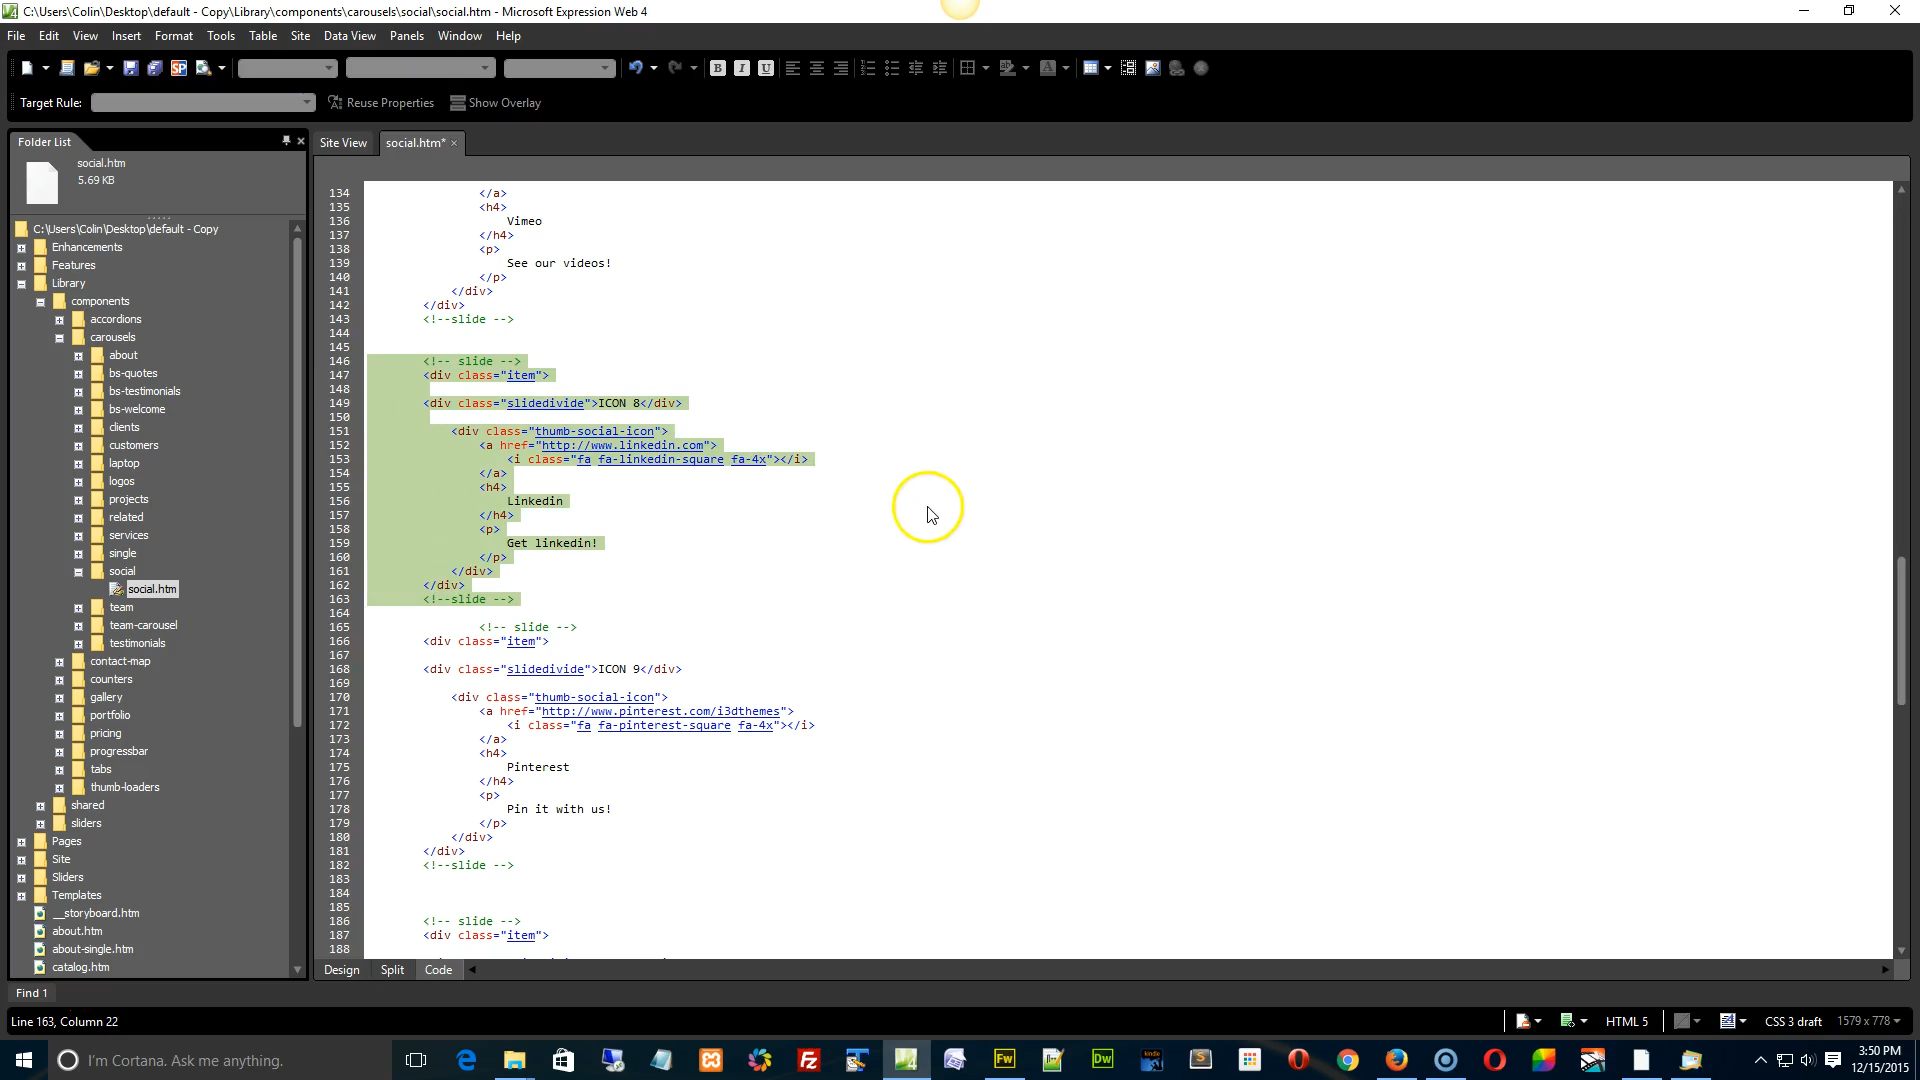 C:\Users\Colin\Desktop\default - Copy\Library\components\carousels\social\social.htm - Microsoft Expression Web 4
File Edit View Insert Format Tools Table Site Data View Panels Window Help
Target Rule: Reuse Properties Show Overlay
Folder List
social.htm
5.69 KB
C:\Users\Colin\Desktop\default - Copy
Enhancements
Features
Library
components
accordions
carousels
about
bs-quotes
bs-testimonials
bs-welcome
clients
customers
laptop
logos
projects
related
services
single
social
social.htm
team
team-carousel
testimonials
contact-map
counters
gallery
portfolio
pricing
progressbar
tabs
thumb-loaders
shared
sliders
Pages
Site
Sliders
Templates
__storyboard.htm
about.htm
about-single.htm
catalog.htm
Site View social.htm*
134 </a>
135 <h4>
136 Vimeo
137 </h4>
138 <p>
139 See our videos!
140 </p>
141 </div>
142 </div>
143 <!--slide -->
144
145
146 <!-- slide -->
147 <div class="item">
148
149 <div class="slidedivide">ICON 8</div>
150
151 <div class="thumb-social-icon">
152 <a href="http://www.linkedin.com">
153 <i class="fa fa-linkedin-square fa-4x"></i>
154 </a>
155 <h4>
156 Linkedin
157 </h4>
158 <p>
159 Get linkedin!
160 </p>
161 </div>
162 </div>
163 <!--slide -->
164
165 <!-- slide -->
166 <div class="item">
167
168 <div class="slidedivide">ICON 9</div>
169
170 <div class="thumb-social-icon">
171 <a href="http://www.pinterest.com/i3dthemes">
172 <i class="fa fa-pinterest-square fa-4x"></i>
173 </a>
174 <h4>
175 Pinterest
176 </h4>
177 <p>
178 Pin it with us!
179 </p>
180 </div>
181 </div>
182 <!--slide -->
183
184
185
186 <!-- slide -->
187 <div class="item">
188
Design Split Code
Find 1
Line 163, Column 22
HTML 5 CSS 3 draft 1579 x 778
I'm Cortana. Ask me anything.
3:50 PM
12/15/2015